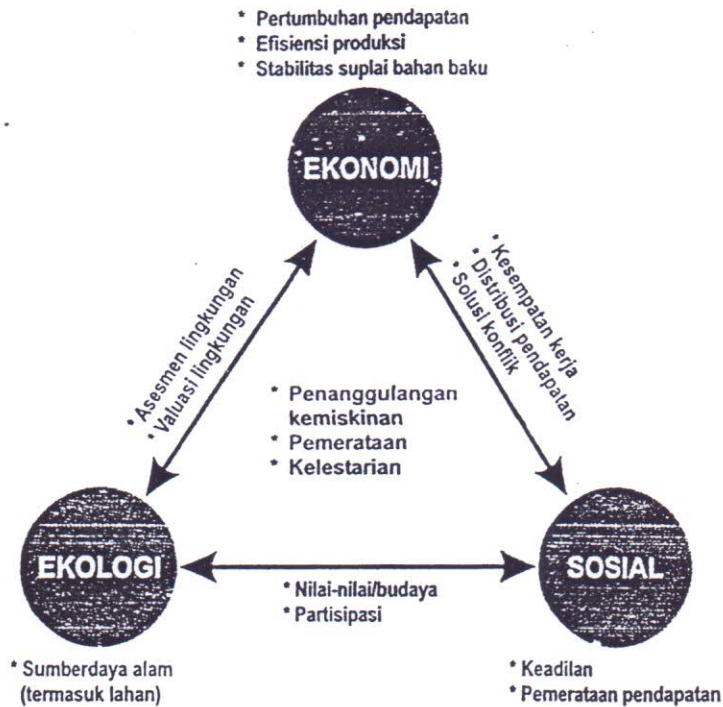 * Pertumbuhan pendapatan
* Efisiensi produksi
* Stabilitas suplai bahan baku
EKONOMI
* Asesmen lingkungan
* Valuasi lingkungan
* Kesempatan kerja
* Distribusi pendapatan
* Solusi konflik
* Penanggulangan
kemiskinan
* Pemerataan
* Kelestarian
EKOLOGI
SOSIAL
* Nilai-nilai/budaya
* Partisipasi
* Sumberdaya alam
(termasuk lahan)
* Keadilan
* Pemerataan pendapatan